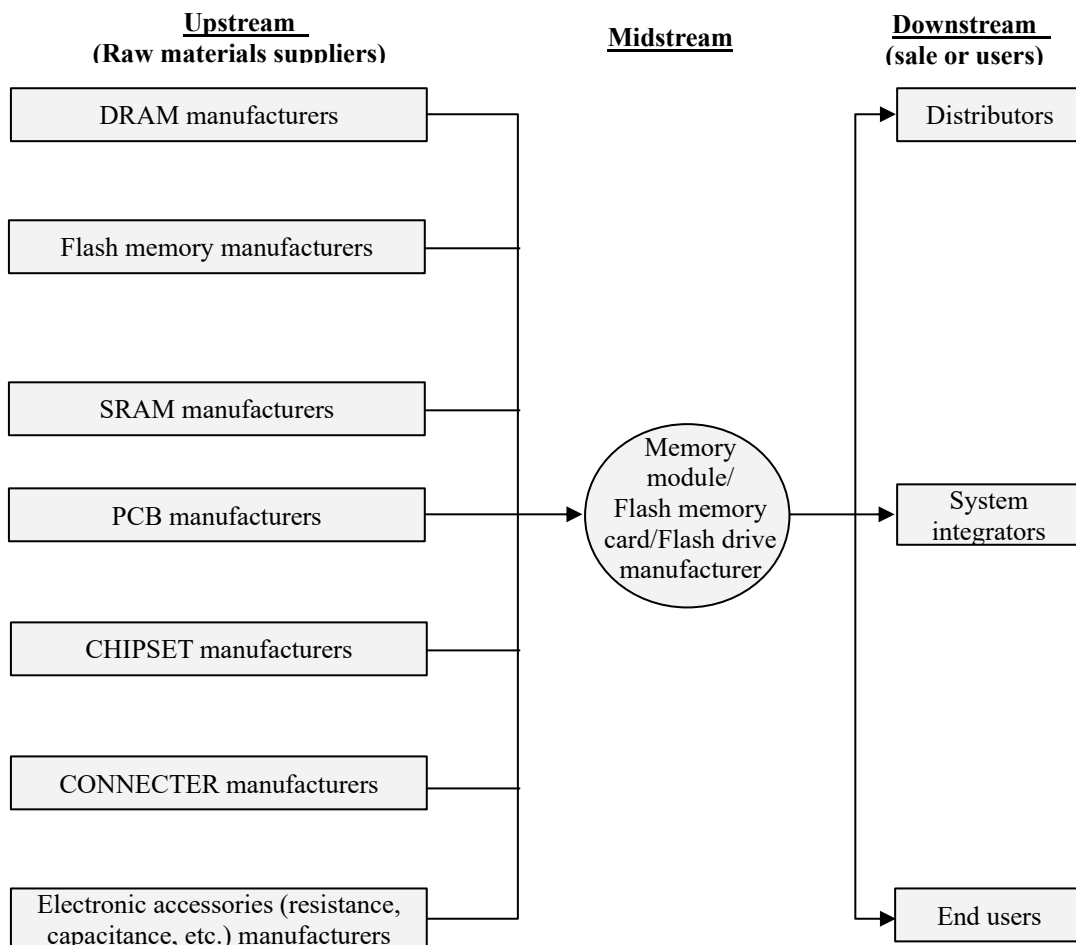 Upstream
(Raw materials suppliers)
Midstream
Downstream
(sale or users)
DRAM manufacturers
Distributors
Flash memory manufacturers
SRAM manufacturers
Memory
module/
Flash memory
card/Flash drive
manufacturer
PCB manufacturers
System
integrators
CHIPSET manufacturers
CONNECTER manufacturers
Electronic accessories (resistance,
capacitance, etc.) manufacturers
End users